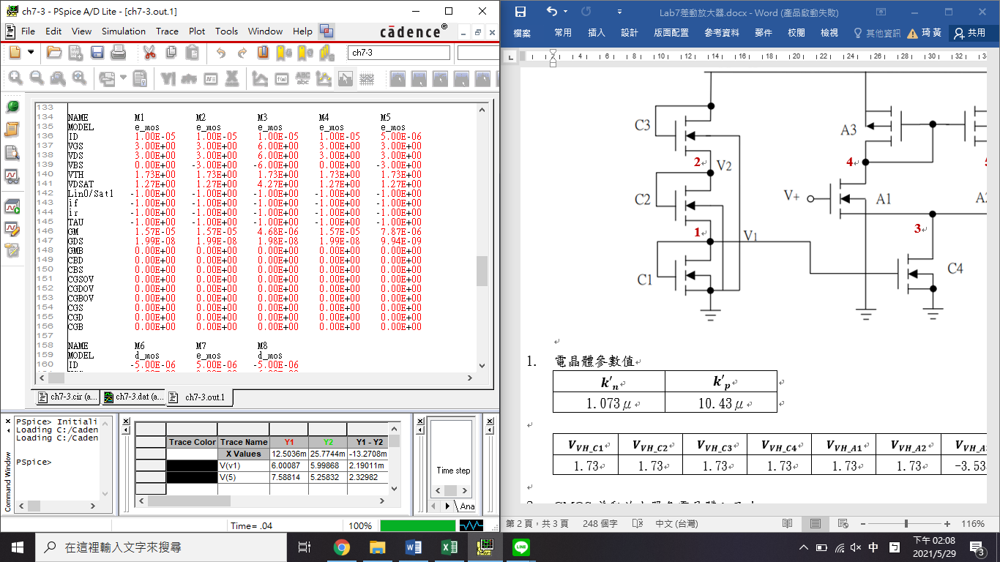 ch7-3 - PSpice A/D Lite - [ch7-3.out.1]
File Edit View Simulation Trace Plot Tools Window Help cādence®
ch7-3
133
134 NAME M1 M2 M3 M4 M5
135 MODEL e_mos e_mos e_mos e_mos e_mos
136 ID 1.00E-05 1.00E-05 1.00E-05 1.00E-05 5.00E-06
137 VGS 3.00E+00 3.00E+00 6.00E+00 3.00E+00 3.00E+00
138 VDS 3.00E+00 3.00E+00 6.00E+00 3.00E+00 3.00E+00
139 VBS 0.00E+00 -3.00E+00 -6.00E+00 0.00E+00 -3.00E+00
140 VTH 1.73E+00 1.73E+00 1.73E+00 1.73E+00 1.73E+00
141 VDSAT 1.27E+00 1.27E+00 4.27E+00 1.27E+00 1.27E+00
142 Lin0/Sat1 -1.00E+00 -1.00E+00 -1.00E+00 -1.00E+00 -1.00E+00
143 if -1.00E+00 -1.00E+00 -1.00E+00 -1.00E+00 -1.00E+00
144 ir -1.00E+00 -1.00E+00 -1.00E+00 -1.00E+00 -1.00E+00
145 TAU -1.00E+00 -1.00E+00 -1.00E+00 -1.00E+00 -1.00E+00
146 GM 1.57E-05 1.57E-05 4.68E-06 1.57E-05 7.87E-06
147 GDS 1.99E-08 1.99E-08 1.98E-08 1.99E-08 9.94E-09
148 GMB 0.00E+00 0.00E+00 0.00E+00 0.00E+00 0.00E+00
149 CBD 0.00E+00 0.00E+00 0.00E+00 0.00E+00 0.00E+00
150 CBS 0.00E+00 0.00E+00 0.00E+00 0.00E+00 0.00E+00
151 CGSOV 0.00E+00 0.00E+00 0.00E+00 0.00E+00 0.00E+00
152 CGDOV 0.00E+00 0.00E+00 0.00E+00 0.00E+00 0.00E+00
153 CGBOV 0.00E+00 0.00E+00 0.00E+00 0.00E+00 0.00E+00
154 CGS 0.00E+00 0.00E+00 0.00E+00 0.00E+00 0.00E+00
155 CGD 0.00E+00 0.00E+00 0.00E+00 0.00E+00 0.00E+00
156 CGB 0.00E+00 0.00E+00 0.00E+00 0.00E+00 0.00E+00
157
158 NAME M6 M7 M8
159 MODEL d_mos e_mos d_mos
160 ID -5.00E-06 5.00E-06 -5.00E-06
ch7-3.cir (a... ch7-3.dat (a... ch7-3.out.1
Command Window
PSpice> Initiali
Loading C:/Caden
Loading C:/Caden
PSpice>
Trace Color Trace Name Y1 Y2 Y1 - Y2
X Values 12.5036m 25.7744m -13.2708m
V(v1) 6.00087 5.99868 2.19011m
V(5) 7.58814 5.25832 2.32982
Time step
Ana
Time= .04 100%
Lab7差動放大器.docx - Word (產品啟動失敗)
檔案 常用 插入 設計 版面配置 參考資料 郵件 校閱 檢視 其他資訊 琦 黃 共用
L 2 4 6 8 10 12 14 16 18 20 22 24 26 28 30 32 34
C3
A3
2 V2
4
C2
V+ A1 A2
1 V1
3
C1
C4
1. 電晶體參數值
k'n k'p
1.073μ 10.43μ
VVH_C1 VVH_C2 VVH_C3 VVH_C4 VVH_A1 VVH_A2
1.73 1.73 1.73 1.73 1.73 1.73 -3.53
第 2 頁，共 3 頁 248 個字 中文 (台灣) 116%
在這裡輸入文字來搜尋
中
下午 02:08
2021/5/29
3